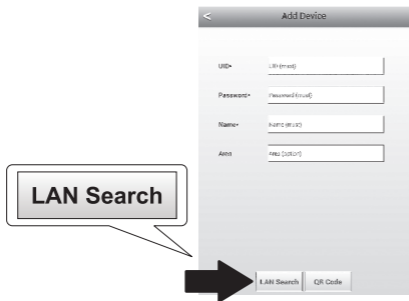 < Add Device
UID*
UID (must)
Password*
Password (must)
Name*
Name (must)
Area
Area (option)
LAN Search
LAN Search QR Code